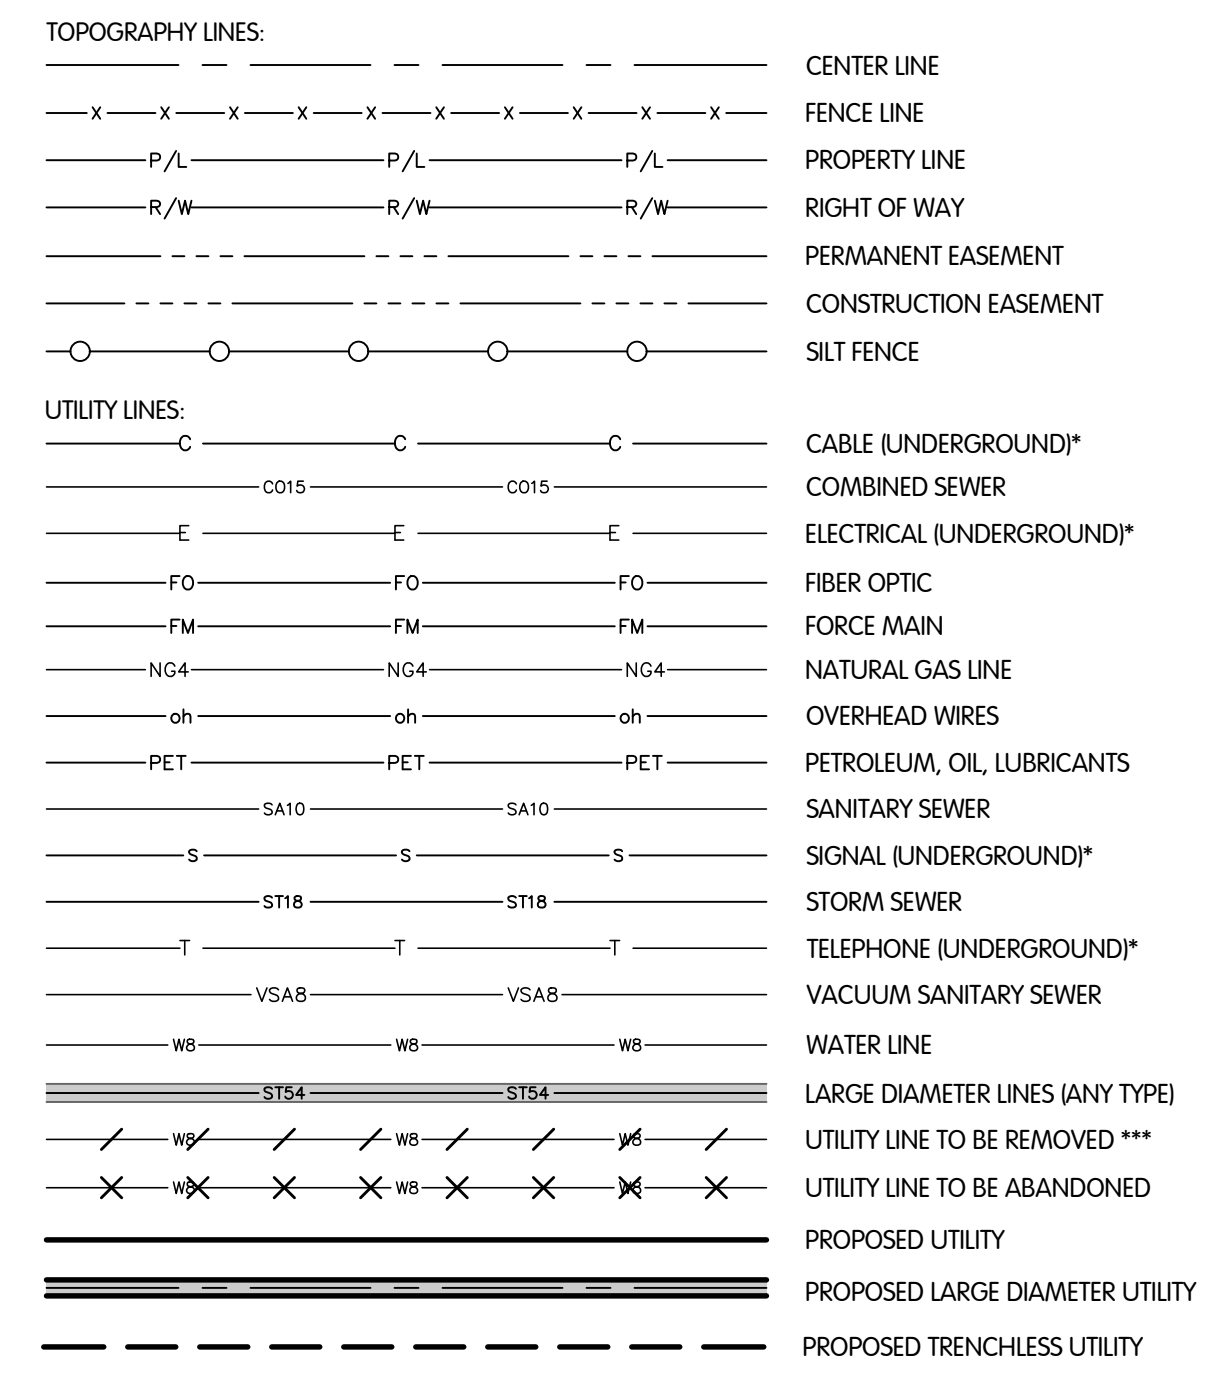 TOPOGRAPHY LINES:
CENTER LINE
X X X X X X X X X X FENCE LINE
P/L P/L P/L PROPERTY LINE
R/W R/W R/W RIGHT OF WAY
PERMANENT EASEMENT
CONSTRUCTION EASEMENT
SILT FENCE
UTILITY LINES:
C C C CABLE (UNDERGROUND)*
CO15 CO15 COMBINED SEWER
E E E ELECTRICAL (UNDERGROUND)*
FO FO FO FIBER OPTIC
FM FM FM FORCE MAIN
NG4 NG4 NG4 NATURAL GAS LINE
oh oh oh OVERHEAD WIRES
PET PET PET PETROLEUM, OIL, LUBRICANTS
SA10 SA10 SANITARY SEWER
S S S SIGNAL (UNDERGROUND)*
ST18 ST18 STORM SEWER
T T T TELEPHONE (UNDERGROUND)*
VSA8 VSA8 VACUUM SANITARY SEWER
W8 W8 W8 WATER LINE
ST54 ST54 LARGE DIAMETER LINES (ANY TYPE)
W8 W8 W8 UTILITY LINE TO BE REMOVED ***
W8 W8 W8 UTILITY LINE TO BE ABANDONED
PROPOSED UTILITY
PROPOSED LARGE DIAMETER UTILITY
PROPOSED TRENCHLESS UTILITY